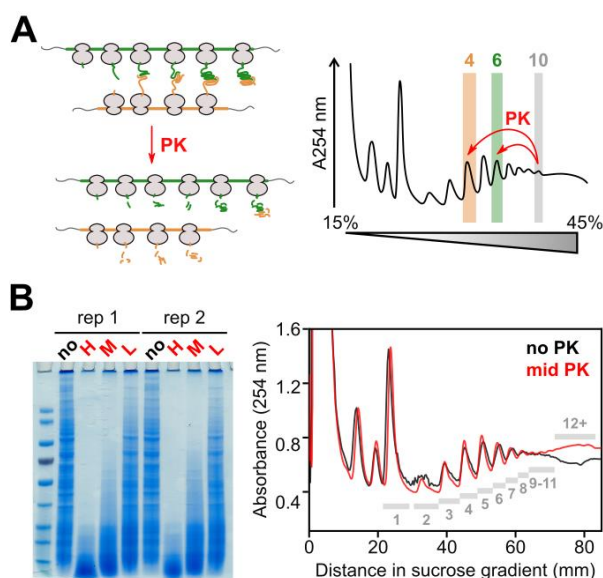 A
PK
A254 nm
4
6
10
PK
15%
45%
B
rep 1
rep 2
no
H
M
L
no
H
M
L
Absorbance (254 nm)
1.6
1.2
0.8
0.4
no PK
mid PK
12+
1
2
3
4
5
6
7
8
9-11
0
20
40
60
80
Distance in sucrose gradient (mm)